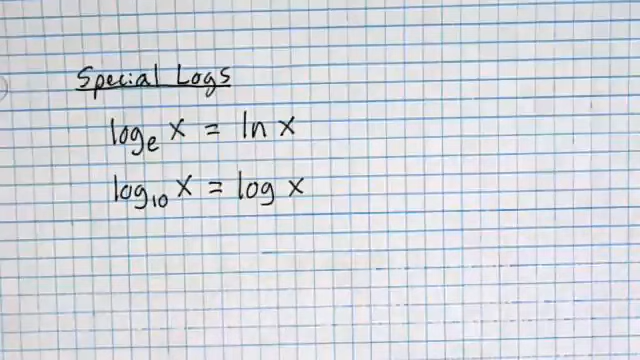 Special Logs
logₑ x = ln x
log₁₀ x = log x